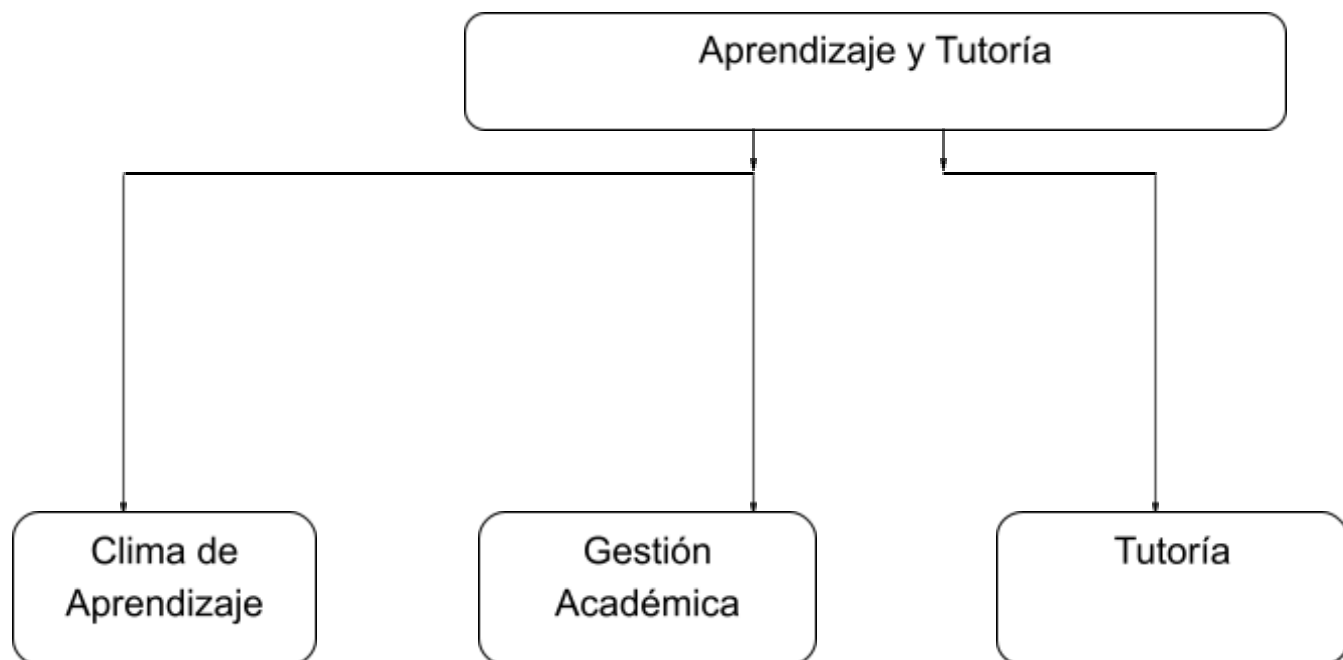 Aprendizaje y Tutoría
Clima de
Aprendizaje
Gestión
Académica
Tutoría